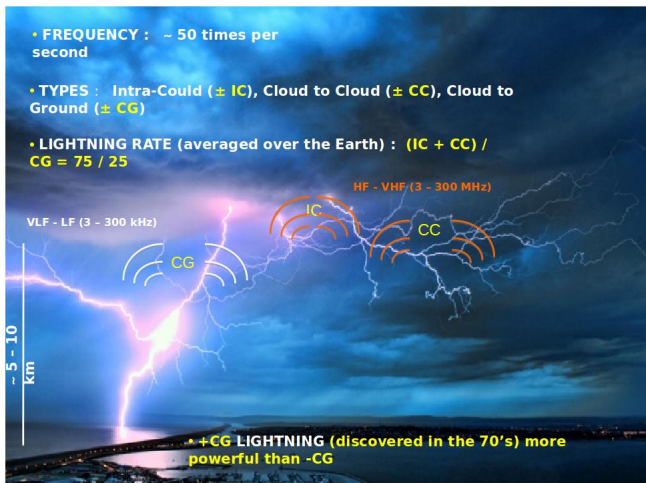 • FREQUENCY :   ~ 50 times per
second
• TYPES :   Intra-Could (± IC), Cloud to Cloud (± CC), Cloud to
Ground (± CG)
• LIGHTNING RATE (averaged over the Earth) :  (IC + CC) /
CG = 75 / 25
HF - VHF (3 – 300 MHz)
IC
VLF - LF (3 – 300 kHz)
CC
CG
~ 5 – 10
km
• +CG LIGHTNING (discovered in the 70’s) more
powerful than -CG